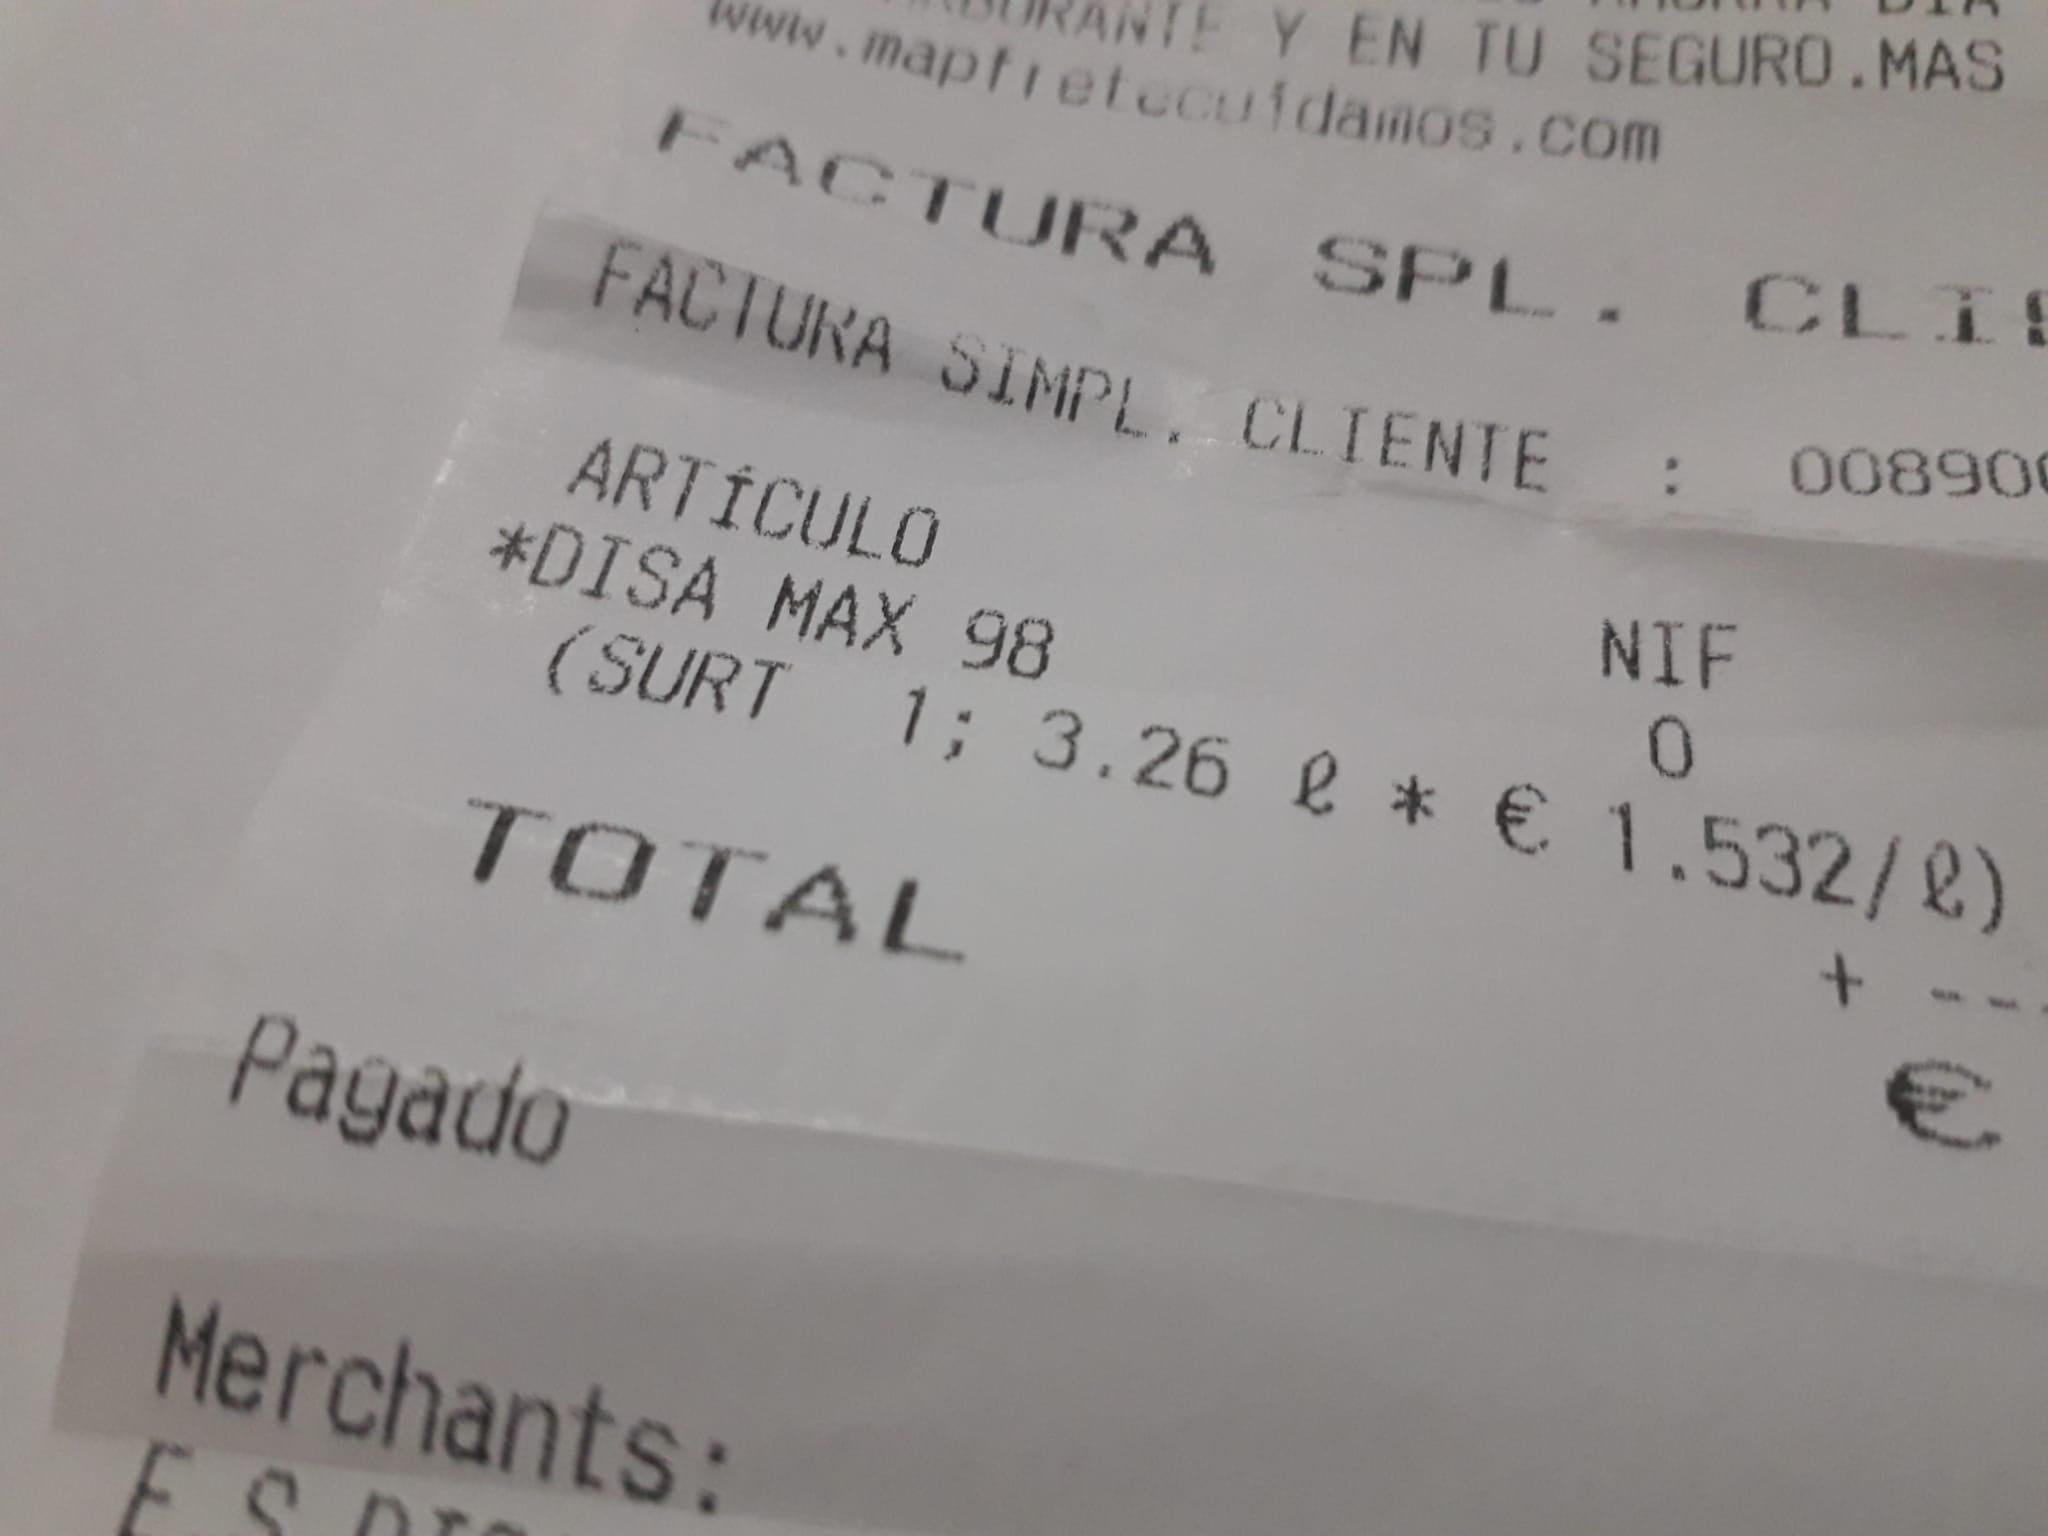 Y EN TU SEGURO.MAS
www.mapfretecuidamos.com
FACTURA SPL.
FACTURA SIMPL. CLIENTE : 00890
ARTÍCULO NIF
*DISA MAX 98 0
(SURT 1; 3.26 ℓ * € 1.532/ℓ)
+ ---
TOTAL €
Pagado
Merchants:
E.S.